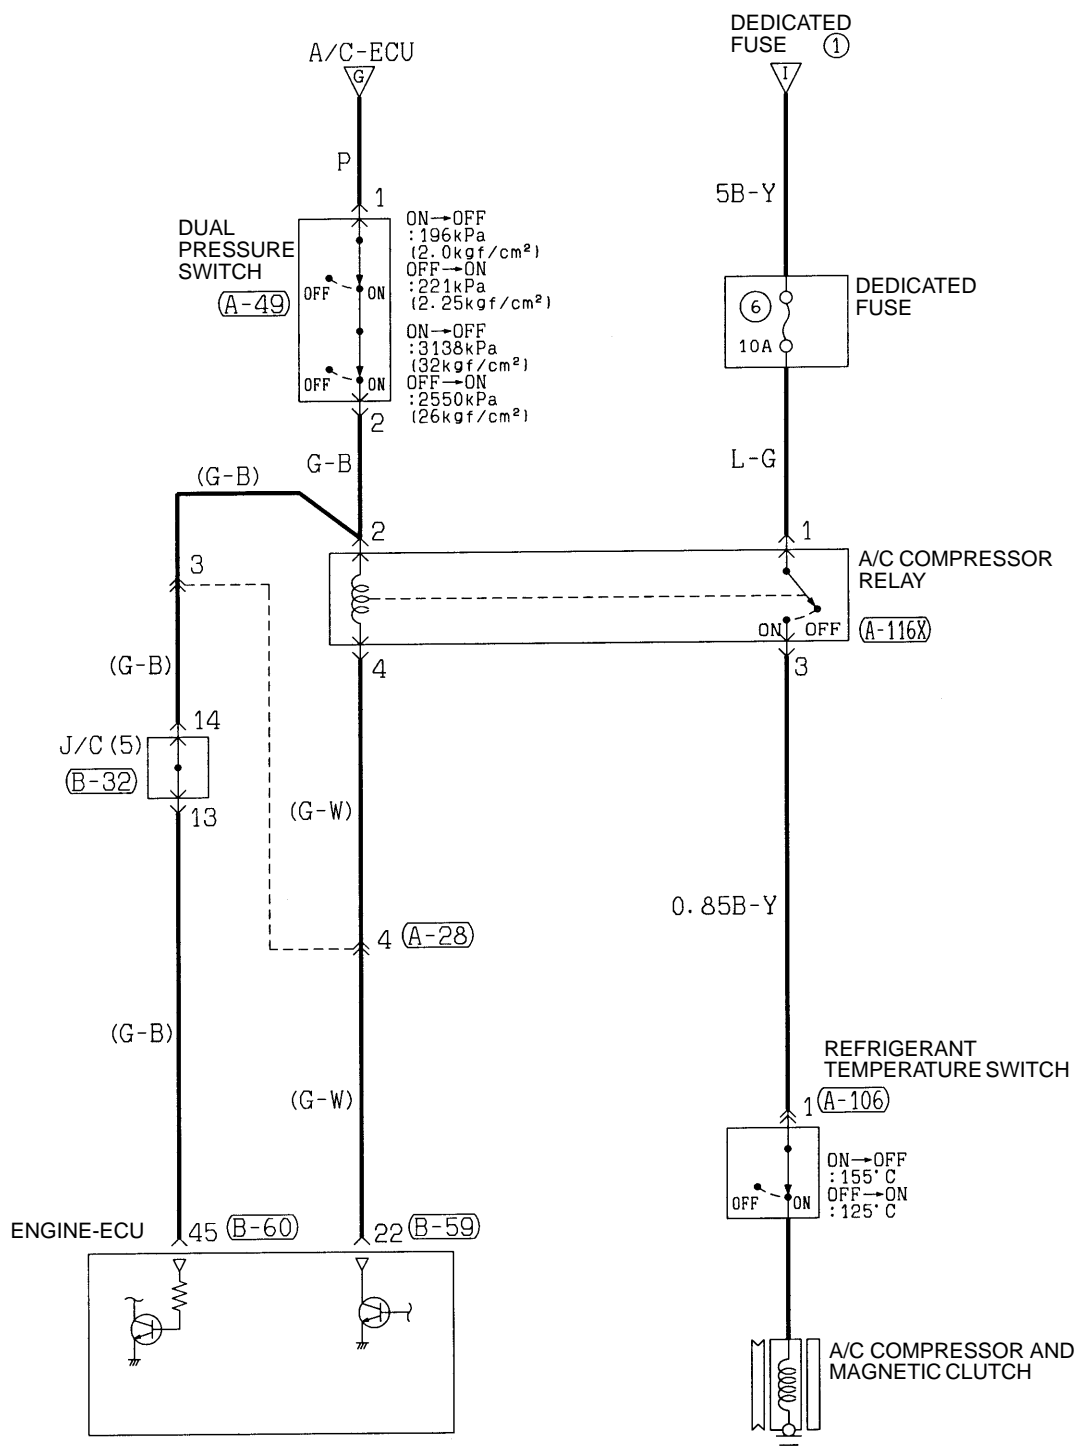 DEDICATED
FUSE ①
I
A/C-ECU
G
P
1
5B-Y
DUAL
PRESSURE
SWITCH
(A-49)
ON→OFF
:196kPa
(2.0kgf/cm²)
OFF→ON
:221kPa
(2.25kgf/cm²)
OFF ON
ON→OFF
:3138kPa
(32kgf/cm²)
OFF→ON
:2550kPa
(26kgf/cm²)
OFF ON
2
DEDICATED
FUSE
6
10A
G-B
L-G
(G-B)
2
1
3
A/C COMPRESSOR
RELAY
ON OFF
(A-116X)
4
3
(G-B)
14
J/C(5)
(B-32)
13
(G-W)
0.85B-Y
4 (A-28)
(G-B)
(G-W)
REFRIGERANT
TEMPERATURE SWITCH
1 (A-106)
ON→OFF
:155°C
OFF→ON
:125°C
OFF ON
ENGINE-ECU
45 (B-60)
22 (B-59)
A/C COMPRESSOR AND
MAGNETIC CLUTCH